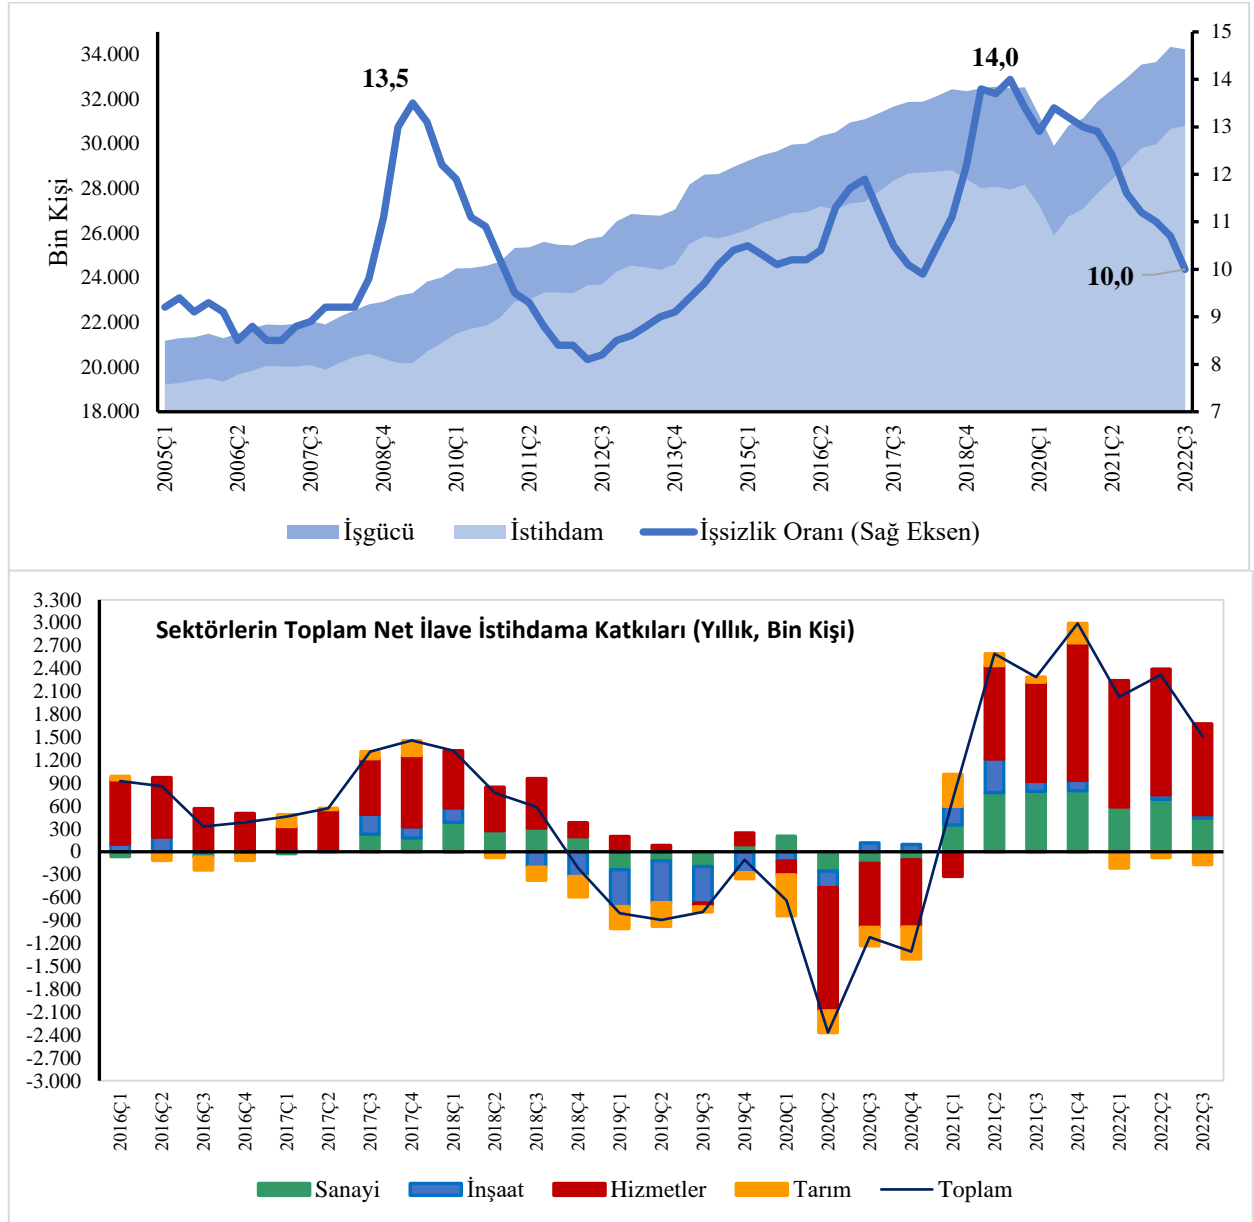 13,5
14,0
10,0
Bin Kişi
34.000
32.000
30.000
28.000
26.000
24.000
22.000
20.000
18.000
15
14
13
12
11
10
9
8
7
2005Ç1
2006Ç2
2007Ç3
2008Ç4
2010Ç1
2011Ç2
2012Ç3
2013Ç4
2015Ç1
2016Ç2
2017Ç3
2018Ç4
2020Ç1
2021Ç2
2022Ç3
İşgücü İstihdam İşsizlik Oranı (Sağ Eksen)
Sektörlerin Toplam Net İlave İstihdama Katkıları (Yıllık, Bin Kişi)
3.300
3.000
2.700
2.400
2.100
1.800
1.500
1.200
900
600
300
0
-300
-600
-900
-1.200
-1.500
-1.800
-2.100
-2.400
-2.700
-3.000
2016Ç1
2016Ç2
2016Ç3
2016Ç4
2017Ç1
2017Ç2
2017Ç3
2017Ç4
2018Ç1
2018Ç2
2018Ç3
2018Ç4
2019Ç1
2019Ç2
2019Ç3
2019Ç4
2020Ç1
2020Ç2
2020Ç3
2020Ç4
2021Ç1
2021Ç2
2021Ç3
2021Ç4
2022Ç1
2022Ç2
2022Ç3
Sanayi İnşaat Hizmetler Tarım Toplam